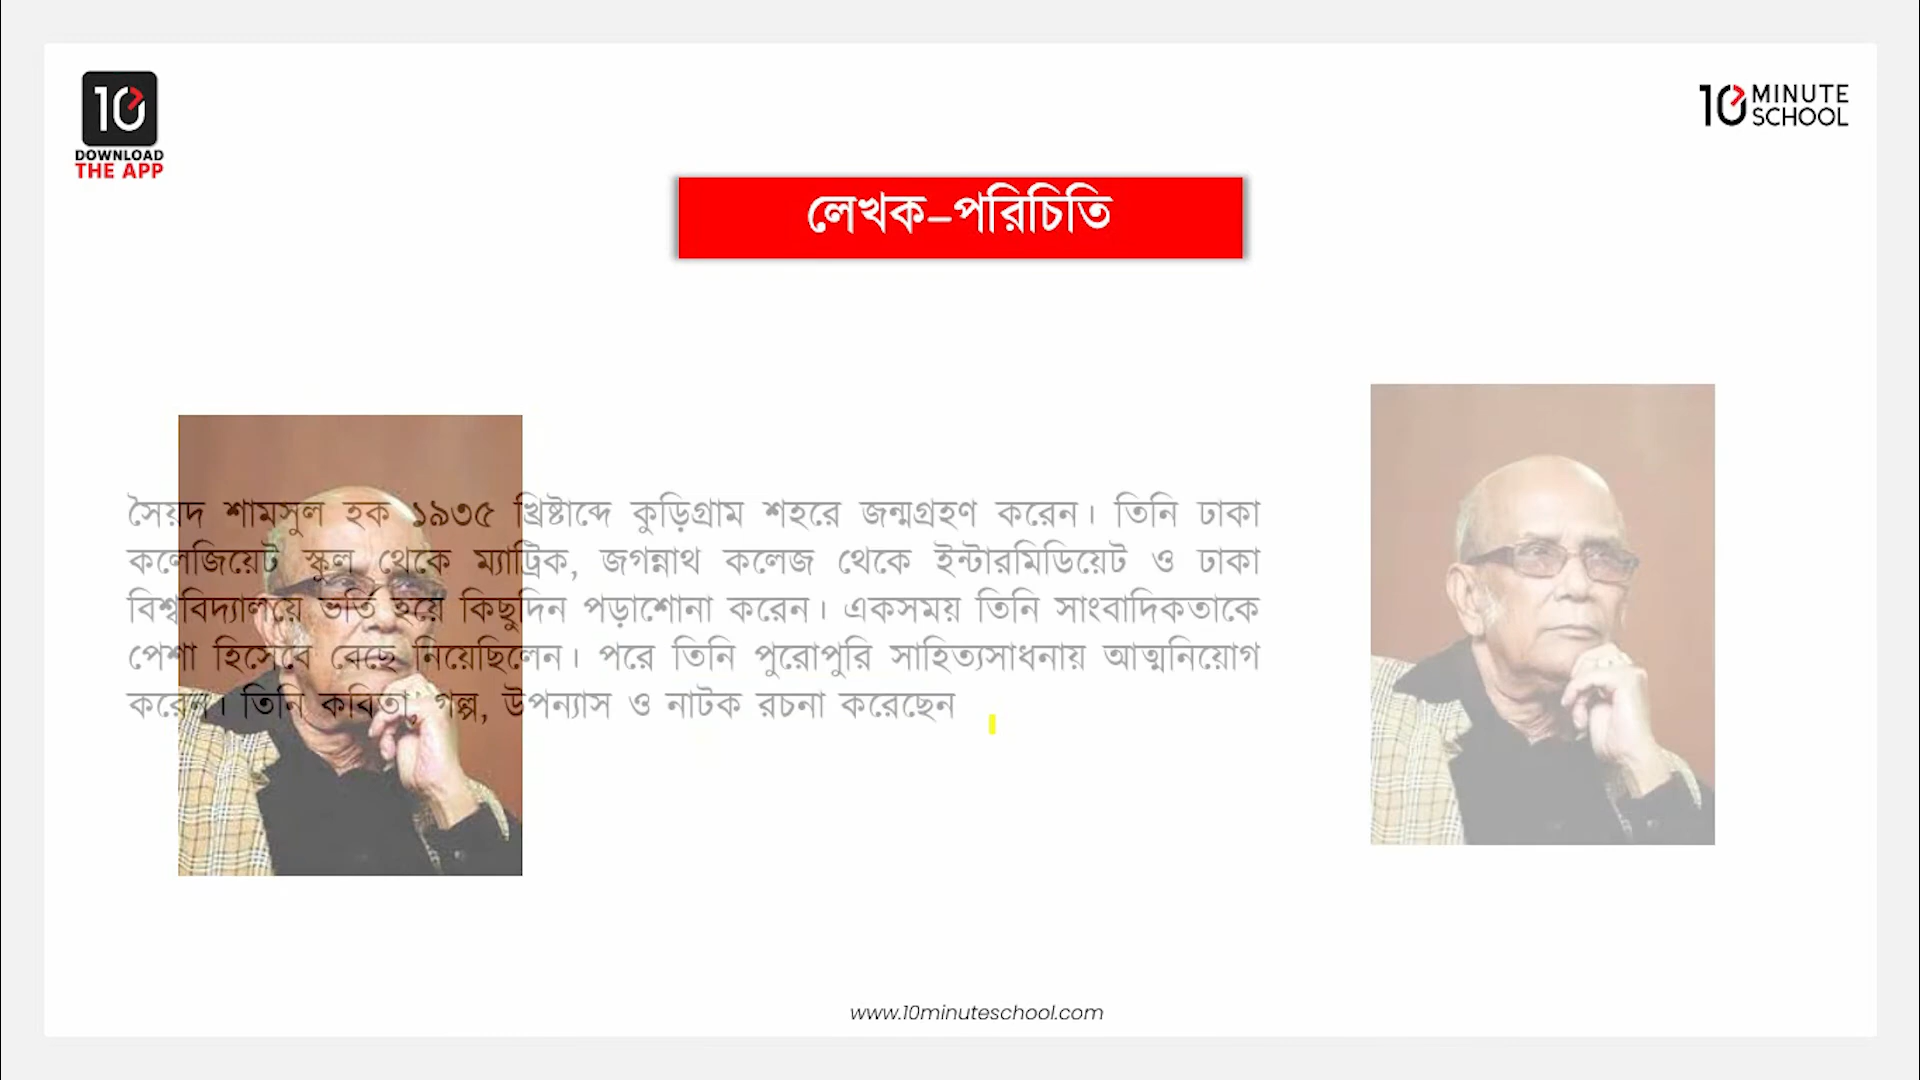 10
DOWNLOAD
THE APP
10 MINUTE
SCHOOL
লেখক-পরিচিতি
সৈয়দ শামসুল হক ১৯৩৫ খ্রিষ্টাব্দে কুড়িগ্রাম শহরে জন্মগ্রহণ করেন। তিনি ঢাকা
কলেজিয়েট স্কুল থেকে ম্যাট্রিক, জগন্নাথ কলেজ থেকে ইন্টারমিডিয়েট ও ঢাকা
বিশ্ববিদ্যালয়ে ভর্তি হয়ে কিছুদিন পড়াশোনা করেন। একসময় তিনি সাংবাদিকতাকে
পেশা হিসেবে বেছে নিয়েছিলেন। পরে তিনি পুরোপুরি সাহিত্যসাধনায় আত্মনিয়োগ
করেন। তিনি কবিতা, গল্প, উপন্যাস ও নাটক রচনা করেছেন
www.10minuteschool.com